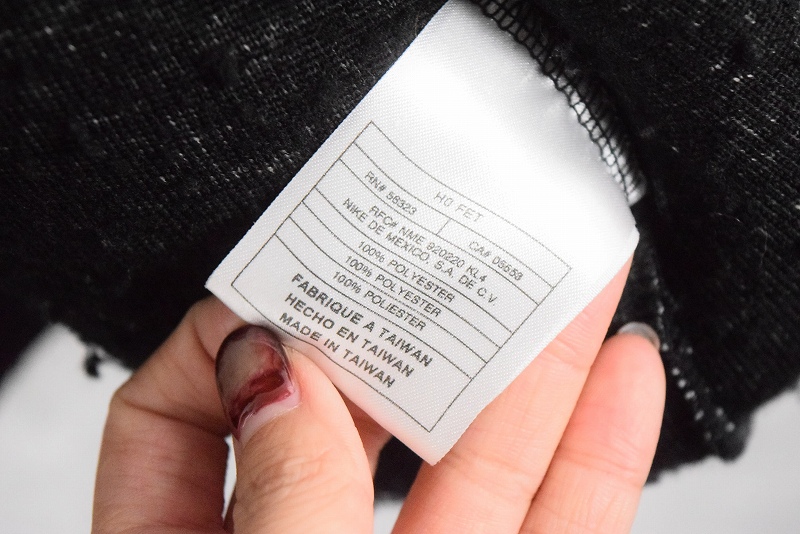 HO FET
RN# 56323 CA# 05553
RFC# NME 920220 KL4
NIKE DE MEXICO, S.A. DE C.V.
100% POLYESTER
100% POLYESTER
100% POLIESTER
FABRIQUE A TAIWAN
HECHO EN TAIWAN
MADE IN TAIWAN